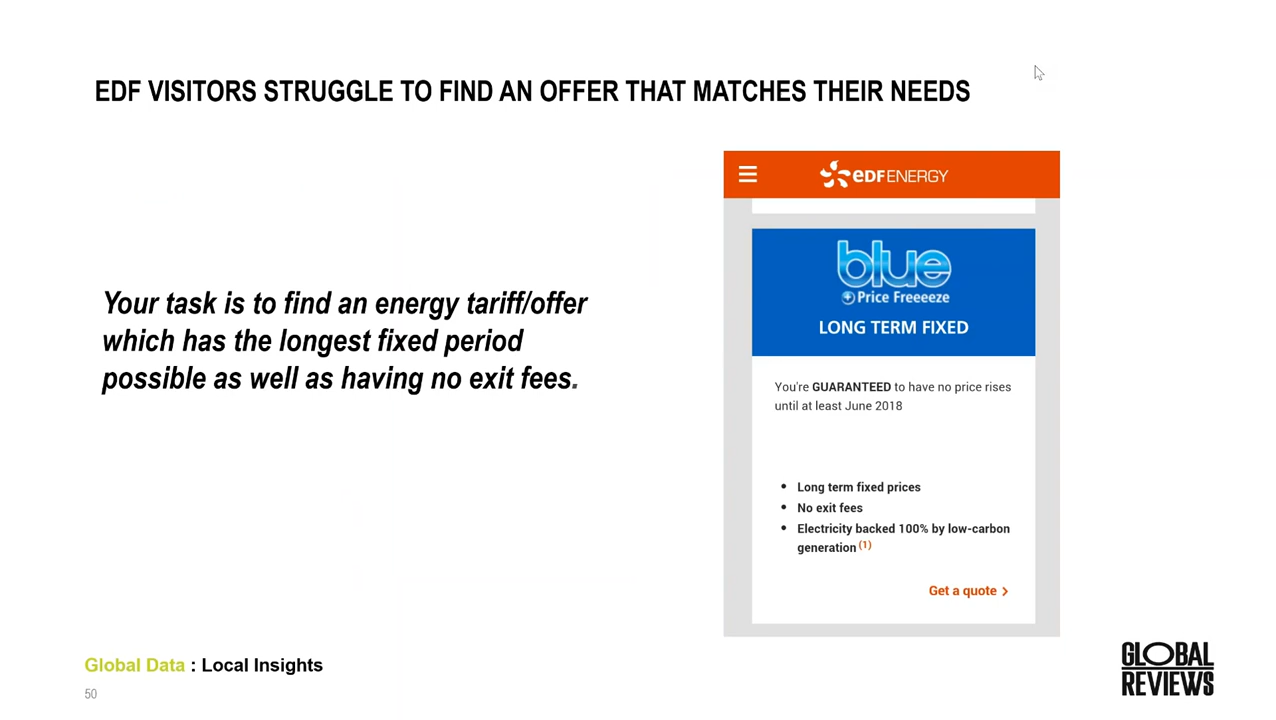 EDF VISITORS STRUGGLE TO FIND AN OFFER THAT MATCHES THEIR NEEDS
Your task is to find an energy tariff/offer
which has the longest fixed period
possible as well as having no exit fees.
eDFENERGY
blue
+Price Freeeeze
LONG TERM FIXED
You're GUARANTEED to have no price rises
until at least June 2018
• Long term fixed prices
• No exit fees
• Electricity backed 100% by low-carbon
generation (1)
Get a quote >
Global Data : Local Insights
50
GLOBAL
REVIEWS